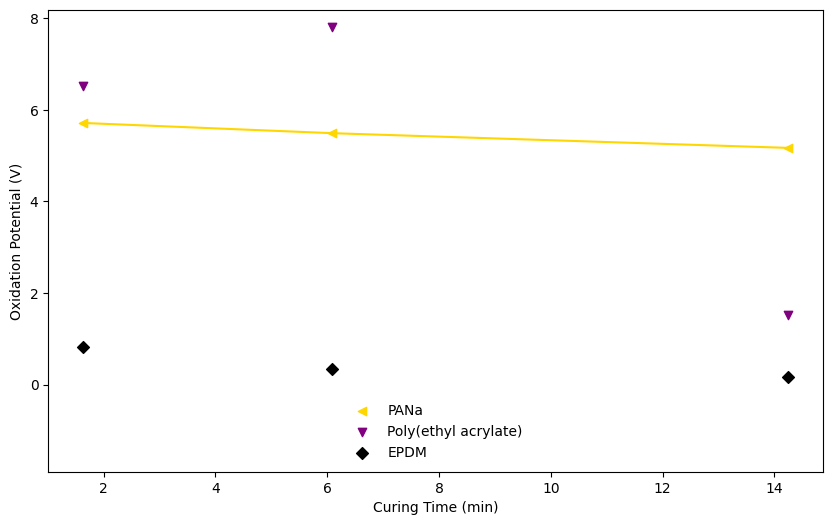 8
6
4
2
0
Oxidation Potential (V)
PANa
Poly(ethyl acrylate)
EPDM
2 4 6 8 10 12 14
Curing Time (min)